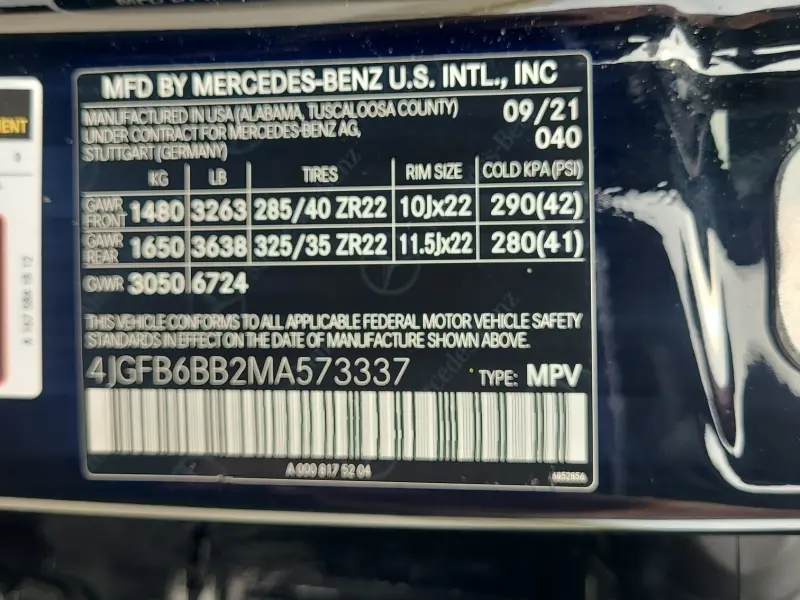 MFD BY MERCEDES-BENZ U.S. INTL., INC
MANUFACTURED IN USA (ALABAMA, TUSCALOOSA COUNTY) 09/21
UNDER CONTRACT FOR MERCEDES-BENZ AG, 040
STUTTGART (GERMANY)
KG LB TIRES RIM SIZE COLD KPA (PSI)
GAWR FRONT 1480 3263 285/40 ZR22 10Jx22 290(42)
GAWR REAR 1650 3638 325/35 ZR22 11.5Jx22 280(41)
GVWR 3050 6724
THIS VEHICLE CONFORMS TO ALL APPLICABLE FEDERAL MOTOR VEHICLE SAFETY
STANDARDS IN EFFECT ON THE DATE OF MANUFACTURE SHOWN ABOVE.
4JGFB6BB2MA573337 TYPE: MPV
A 009 817 52 04 6852856